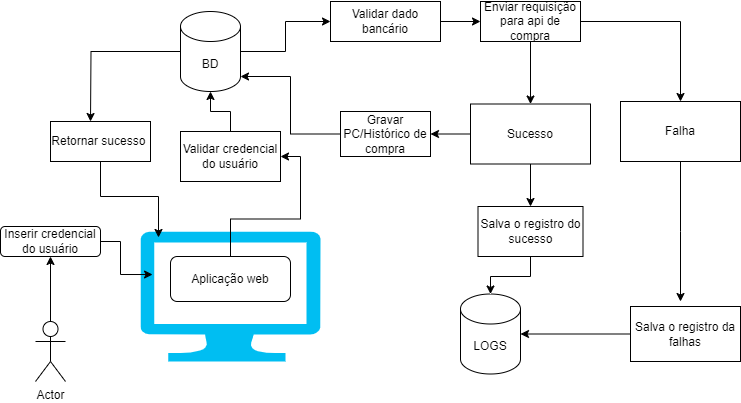 Validar dado
bancário
Enviar requisição
para api de
compra
BD
Retornar sucesso
Validar credencial
do usuário
Gravar
PC/Histórico de
compra
Sucesso
Falha
Inserir credencial
do usuário
Salva o registro do
sucesso
Aplicação web
LOGS
Salva o registro da
falhas
Actor